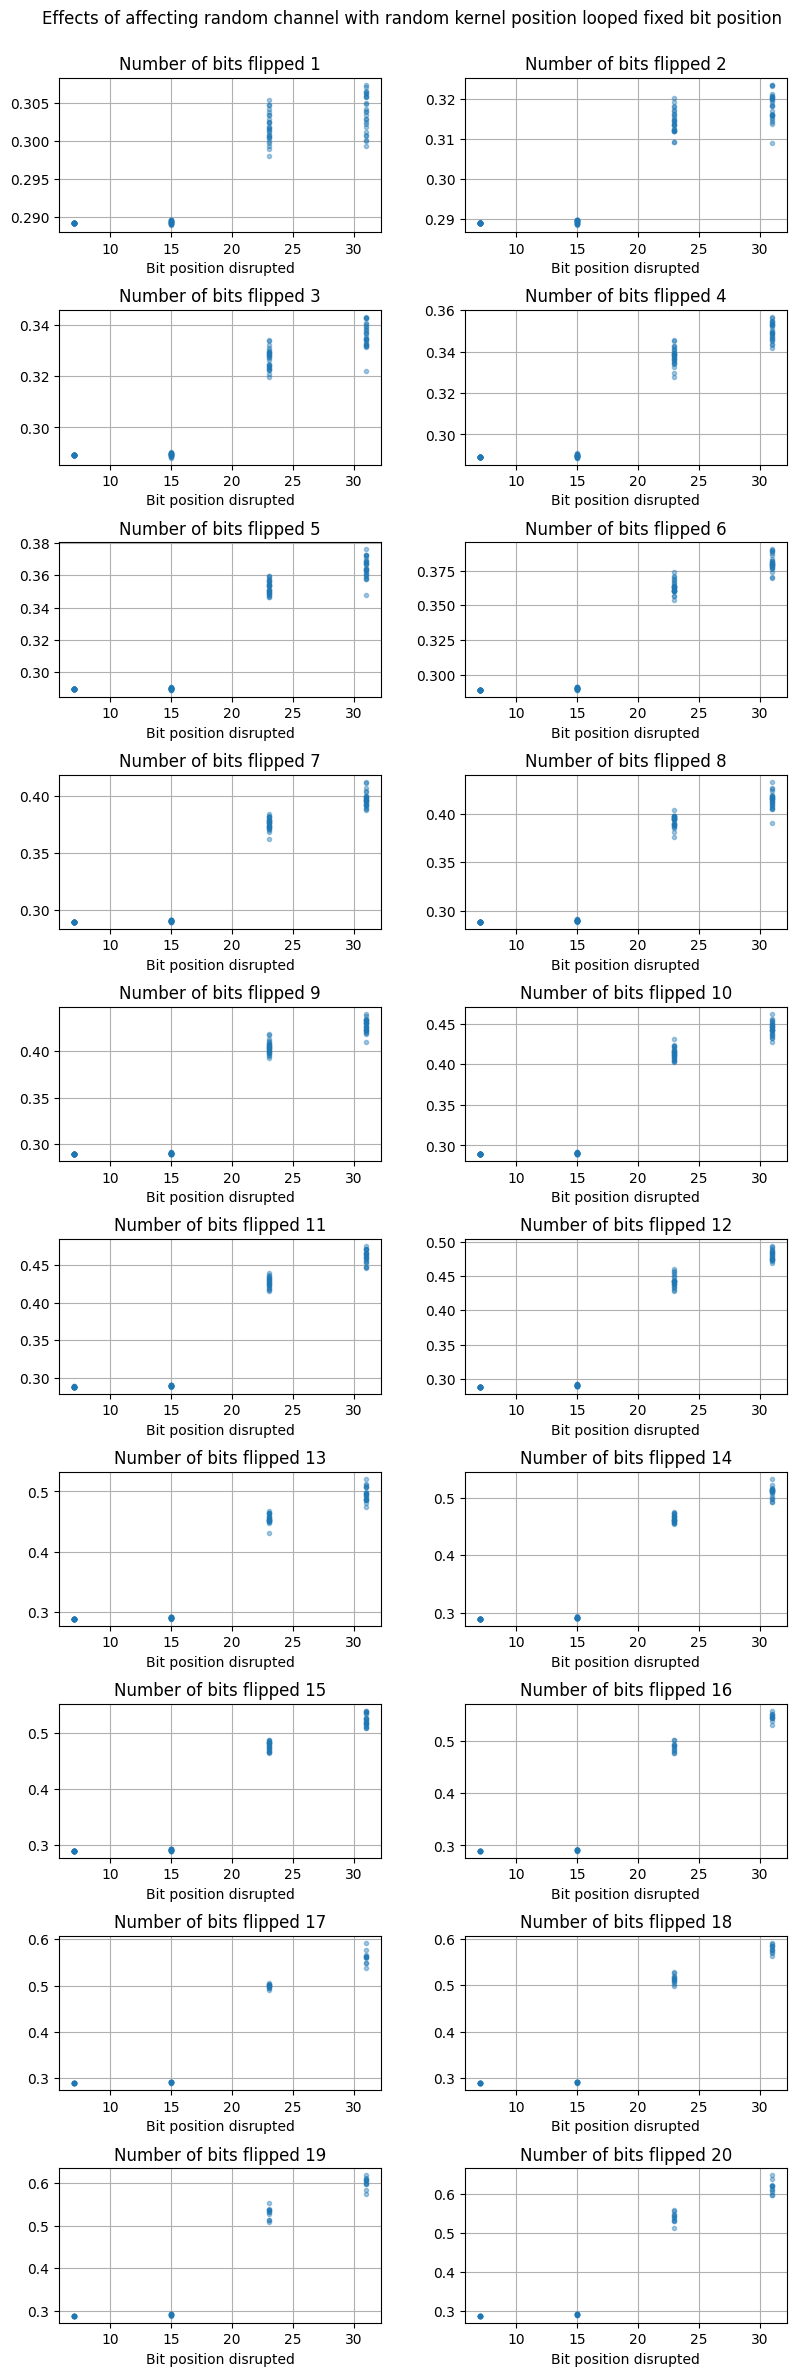 Effects of affecting random channel with random kernel position looped fixed bit position
Number of bits flipped 1
0.305
0.300
0.295
0.290
10 15 20 25 30
Bit position disrupted
Number of bits flipped 2
0.32
0.31
0.30
0.29
10 15 20 25 30
Bit position disrupted
Number of bits flipped 3
0.34
0.32
0.30
10 15 20 25 30
Bit position disrupted
Number of bits flipped 4
0.36
0.34
0.30
10 15 20 25 30
Bit position disrupted
Number of bits flipped 5
0.38
0.36
0.34
0.32
0.30
10 15 20 25 30
Bit position disrupted
Number of bits flipped 6
0.375
0.350
0.325
0.300
10 15 20 25 30
Bit position disrupted
Number of bits flipped 7
0.40
0.35
0.30
10 15 20 25 30
Bit position disrupted
Number of bits flipped 8
0.40
0.35
0.30
10 15 20 25 30
Bit position disrupted
Number of bits flipped 9
0.40
0.35
0.30
10 15 20 25 30
Bit position disrupted
Number of bits flipped 10
0.45
0.40
0.35
0.30
10 15 20 25 30
Bit position disrupted
Number of bits flipped 11
0.45
0.40
0.35
0.30
10 15 20 25 30
Bit position disrupted
Number of bits flipped 12
0.50
0.45
0.40
0.35
0.30
10 15 20 25 30
Bit position disrupted
Number of bits flipped 13
0.5
0.4
0.3
10 15 20 25 30
Bit position disrupted
Number of bits flipped 14
0.5
0.4
0.3
10 15 20 25 30
Bit position disrupted
Number of bits flipped 15
0.5
0.4
0.3
10 15 20 25 30
Bit position disrupted
Number of bits flipped 16
0.5
0.4
0.3
10 15 20 25 30
Bit position disrupted
Number of bits flipped 17
0.6
0.5
0.4
0.3
10 15 20 25 30
Bit position disrupted
Number of bits flipped 18
0.6
0.5
0.4
0.3
10 15 20 25 30
Bit position disrupted
Number of bits flipped 19
0.6
0.5
0.4
0.3
10 15 20 25 30
Bit position disrupted
Number of bits flipped 20
0.6
0.5
0.4
0.3
10 15 20 25 30
Bit position disrupted